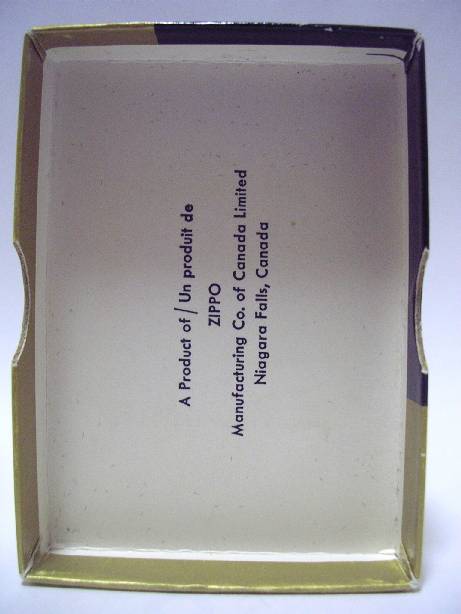 A Product of / Un produit de
ZIPPO
Manufacturing Co. of Canada Limited
Niagara Falls, Canada